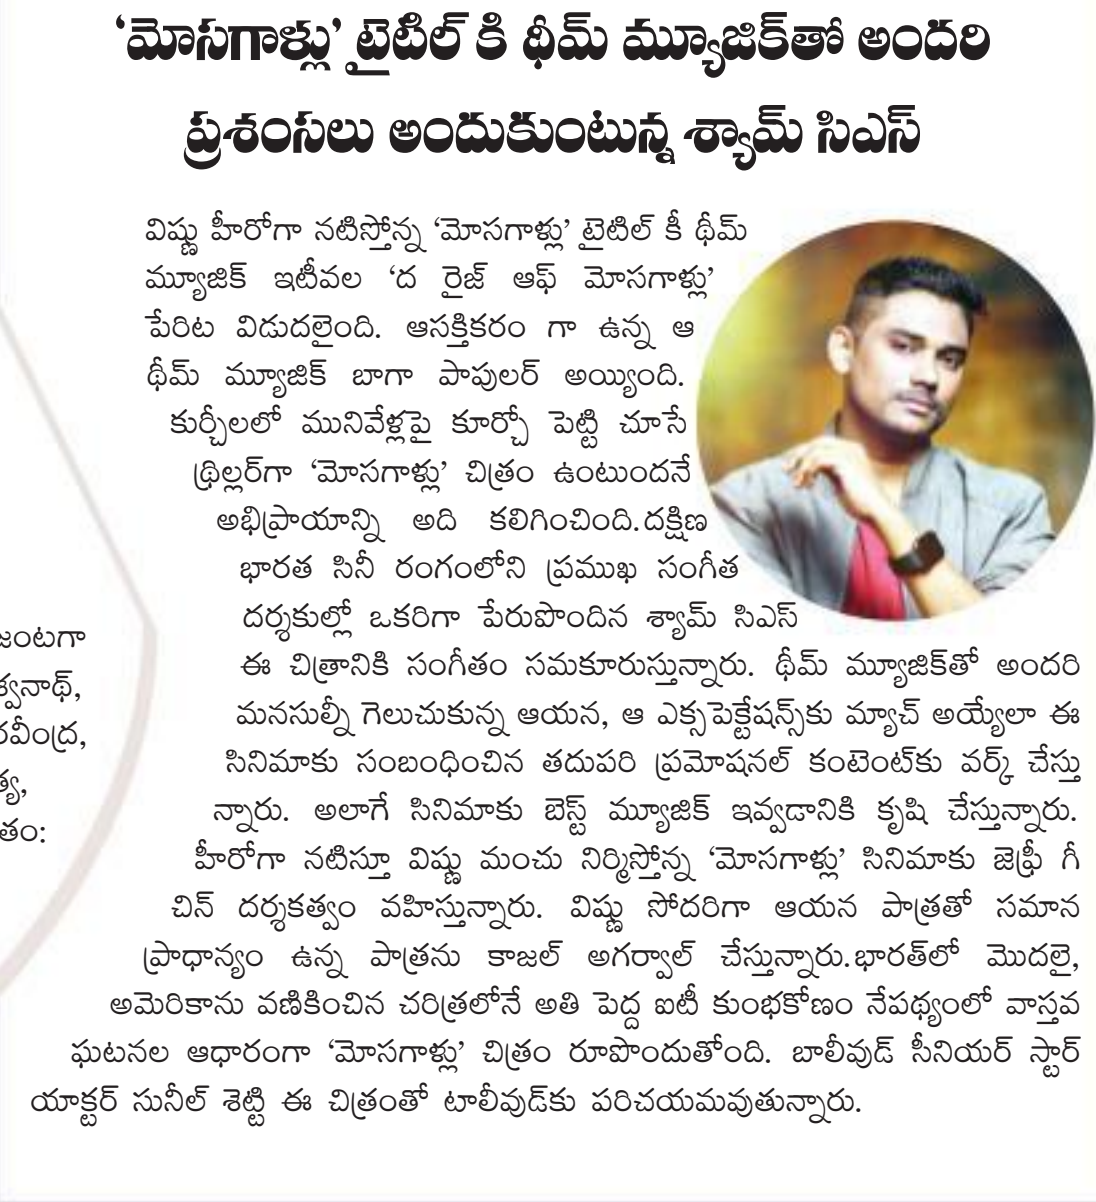 ‘మోసగాళ్లు’ టైటిల్ కి థీమ్ మ్యూజిక్‌తో అందరి
ప్రశంసలు అందుకుంటున్న శ్యామ్ సిఎస్
విష్ణు హీరోగా నటిస్తోన్న ‘మోసగాళ్లు’ టైటిల్ కీ థీమ్
మ్యూజిక్ ఇటీవల ‘ద రైజ్ ఆఫ్ మోసగాళ్లు’
పేరిట విడుదలైంది. ఆసక్తికరం గా ఉన్న ఆ
థీమ్ మ్యూజిక్ బాగా పాపులర్ అయ్యింది.
కుర్చీలలో మునివేళ్లపై కూర్చో పెట్టి చూసే
థ్రిల్లర్‌గా ‘మోసగాళ్లు’ చిత్రం ఉంటుందనే
అభిప్రాయాన్ని అది కలిగించింది.దక్షిణ
భారత సినీ రంగంలోని ప్రముఖ సంగీత
దర్శకుల్లో ఒకరిగా పేరుపొందిన శ్యామ్ సిఎస్
ఈ చిత్రానికి సంగీతం సమకూరుస్తున్నారు. థీమ్ మ్యూజిక్‌తో అందరి
మనసుల్నీ గెలుచుకున్న ఆయన, ఆ ఎక్స్‌పెక్టేషన్స్‌కు మ్యాచ్ అయ్యేలా ఈ
సినిమాకు సంబంధించిన తదుపరి ప్రమోషనల్ కంటెంట్‌కు వర్క్ చేస్తు
న్నారు. అలాగే సినిమాకు బెస్ట్ మ్యూజిక్ ఇవ్వడానికి కృషి చేస్తున్నారు.
హీరోగా నటిస్తూ విష్ణు మంచు నిర్మిస్తోన్న ‘మోసగాళ్లు’ సినిమాకు జెఫ్రీ గీ
చిన్ దర్శకత్వం వహిస్తున్నారు. విష్ణు సోదరిగా ఆయన పాత్రతో సమాన
ప్రాధాన్యం ఉన్న పాత్రను కాజల్ అగర్వాల్ చేస్తున్నారు.భారత్‌లో మొదలై,
అమెరికాను వణికించిన చరిత్రలోనే అతి పెద్ద ఐటీ కుంభకోణం నేపథ్యంలో వాస్తవ
ఘటనల ఆధారంగా ‘మోసగాళ్లు’ చిత్రం రూపొందుతోంది. బాలీవుడ్ సీనియర్ స్టార్
యాక్టర్ సునీల్ శెట్టి ఈ చిత్రంతో టాలీవుడ్‌కు పరిచయమవుతున్నారు.